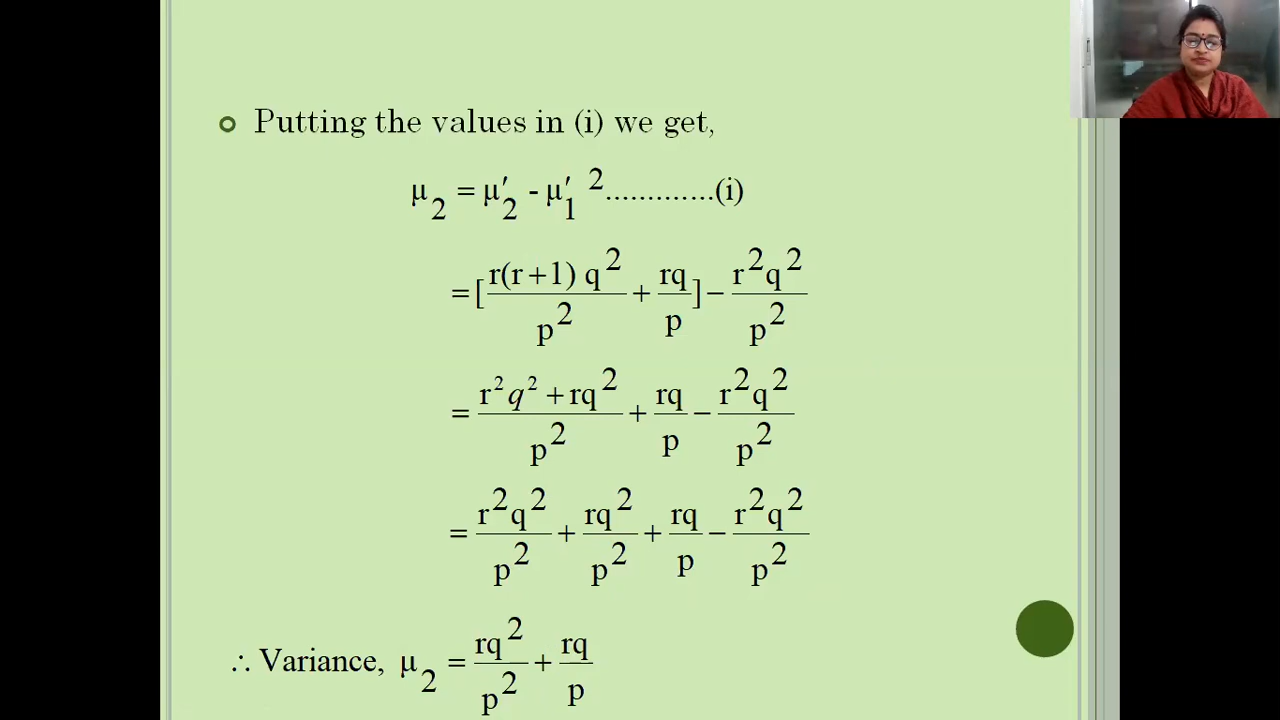 Putting the values in (i) we get,
μ₂ = μ′₂ - μ′₁ ².............(i)
= [r(r+1) q²/p² + rq/p] − r²q²/p²
= (r²q² + rq²)/p² + rq/p − r²q²/p²
= r²q²/p² + rq²/p² + rq/p − r²q²/p²
∴ Variance, μ₂ = rq²/p² + rq/p